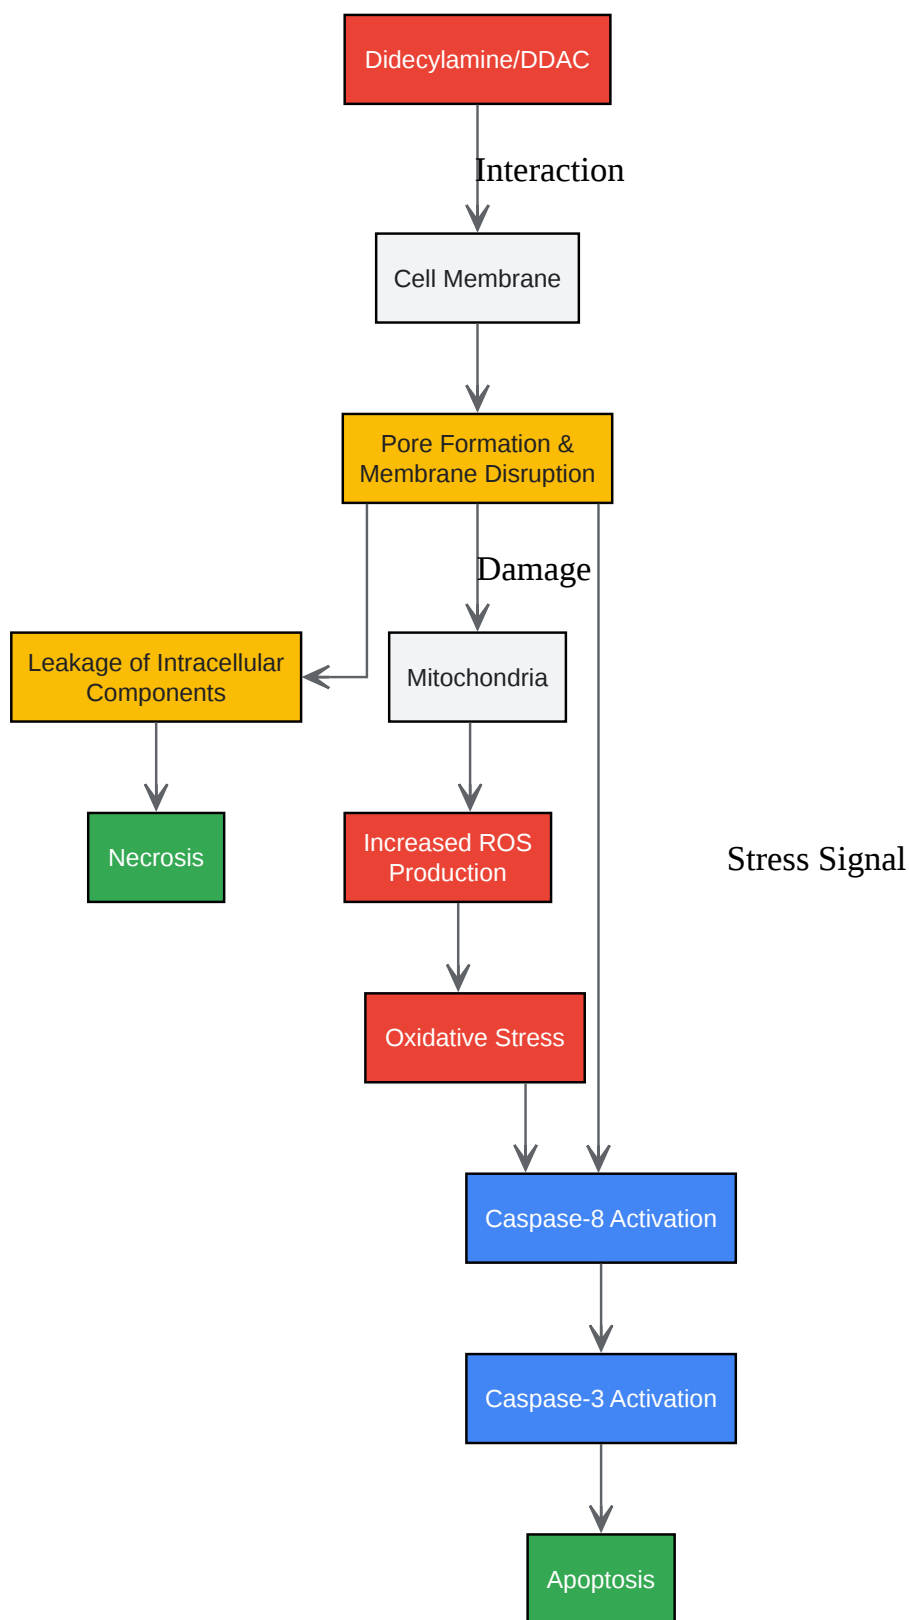 Didecylamine/DDAC
Interaction
Cell Membrane
Pore Formation &
Membrane Disruption
Damage
Leakage of Intracellular
Components
Mitochondria
Necrosis
Increased ROS
Production
Stress Signal
Oxidative Stress
Caspase-8 Activation
Caspase-3 Activation
Apoptosis